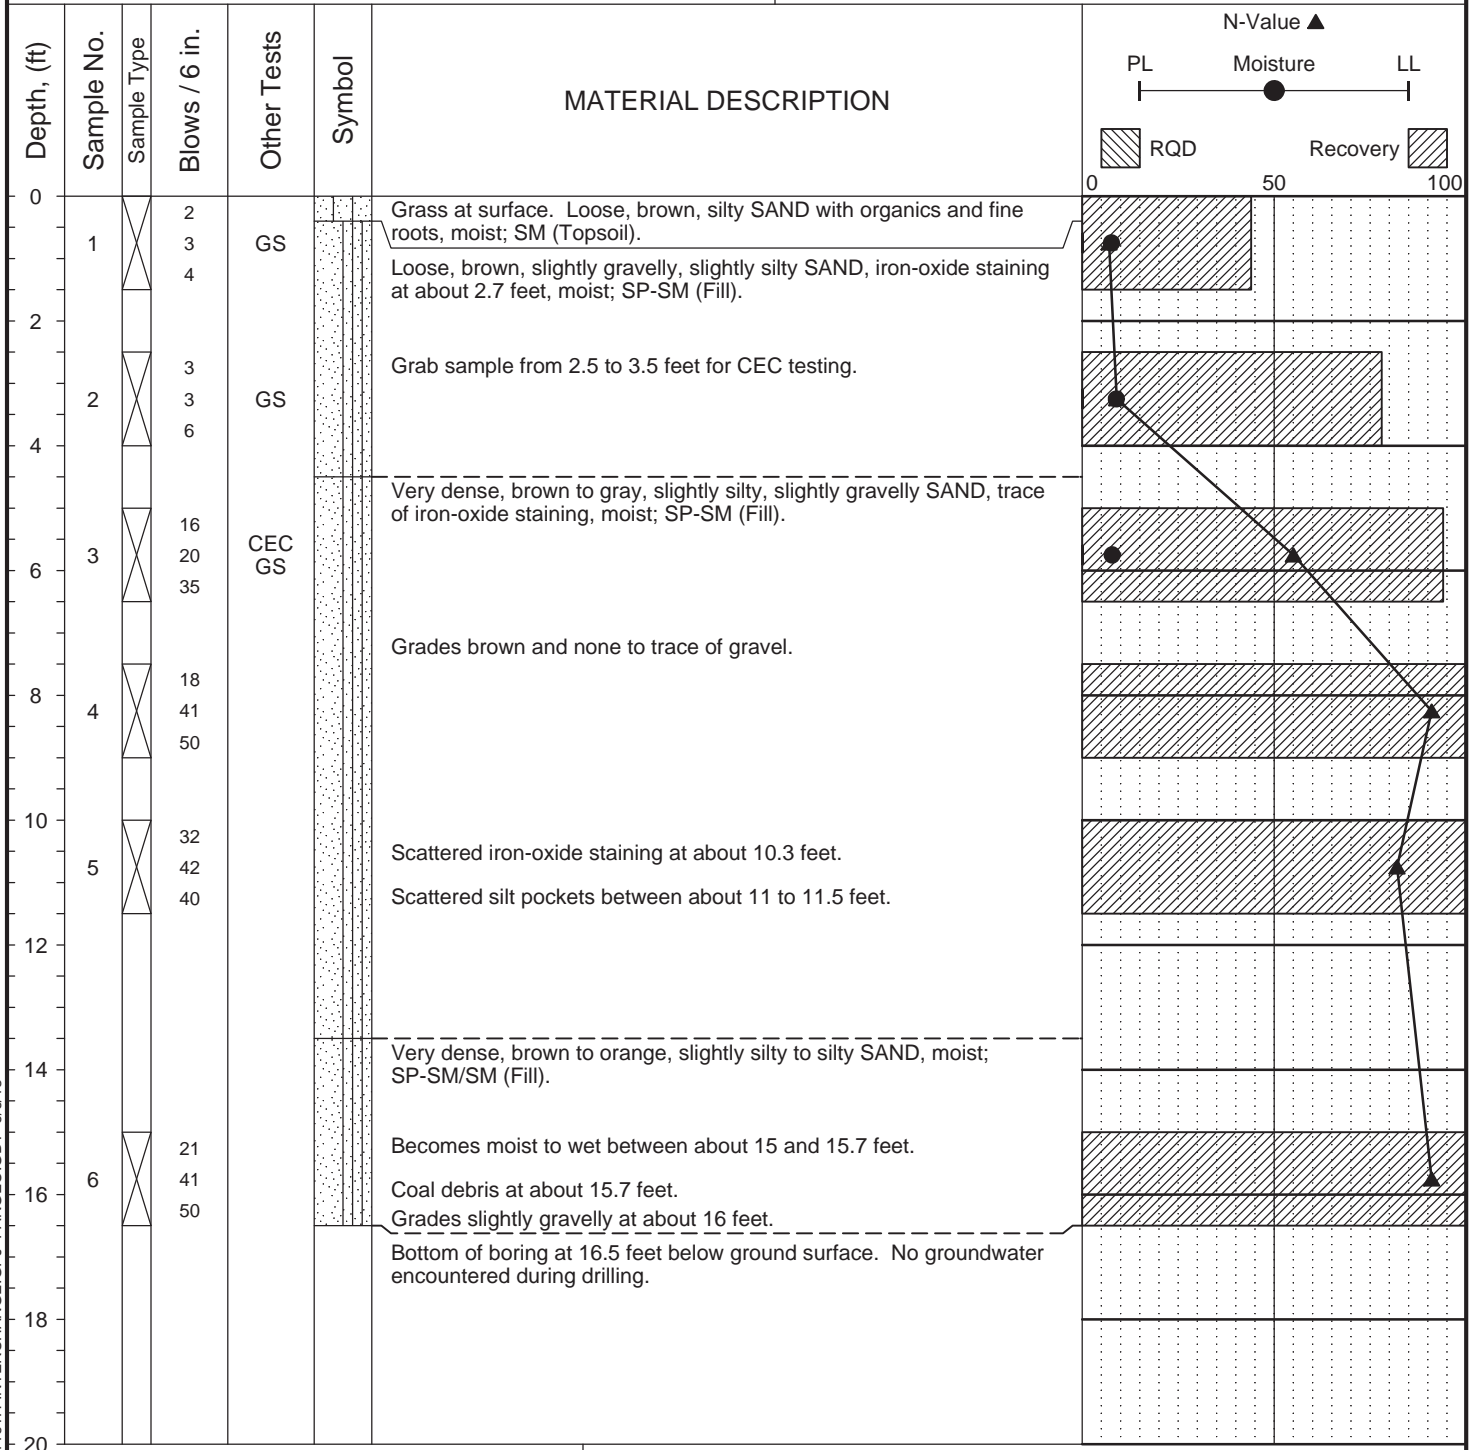 Depth, (ft)
Sample No.
Sample Type
Blows / 6 in.
Other Tests
Symbol
MATERIAL DESCRIPTION
N-Value ▲
PL Moisture LL
RQD Recovery
0 50 100
0
2
3
4
1
GS
Grass at surface. Loose, brown, silty SAND with organics and fine
roots, moist; SM (Topsoil).
Loose, brown, slightly gravelly, slightly silty SAND, iron-oxide staining
at about 2.7 feet, moist; SP-SM (Fill).
2
3
3
6
2
GS
Grab sample from 2.5 to 3.5 feet for CEC testing.
4
Very dense, brown to gray, slightly silty, slightly gravelly SAND, trace
of iron-oxide staining, moist; SP-SM (Fill).
16
20
35
3
CEC
GS
6
Grades brown and none to trace of gravel.
18
41
50
8
4
10
32
42
40
5
Scattered iron-oxide staining at about 10.3 feet.
Scattered silt pockets between about 11 to 11.5 feet.
12
Very dense, brown to orange, slightly silty to silty SAND, moist;
SP-SM/SM (Fill).
14
21
41
50
6
Becomes moist to wet between about 15 and 15.7 feet.
Coal debris at about 15.7 feet.
16
Grades slightly gravelly at about 16 feet.
Bottom of boring at 16.5 feet below ground surface. No groundwater
encountered during drilling.
18
20